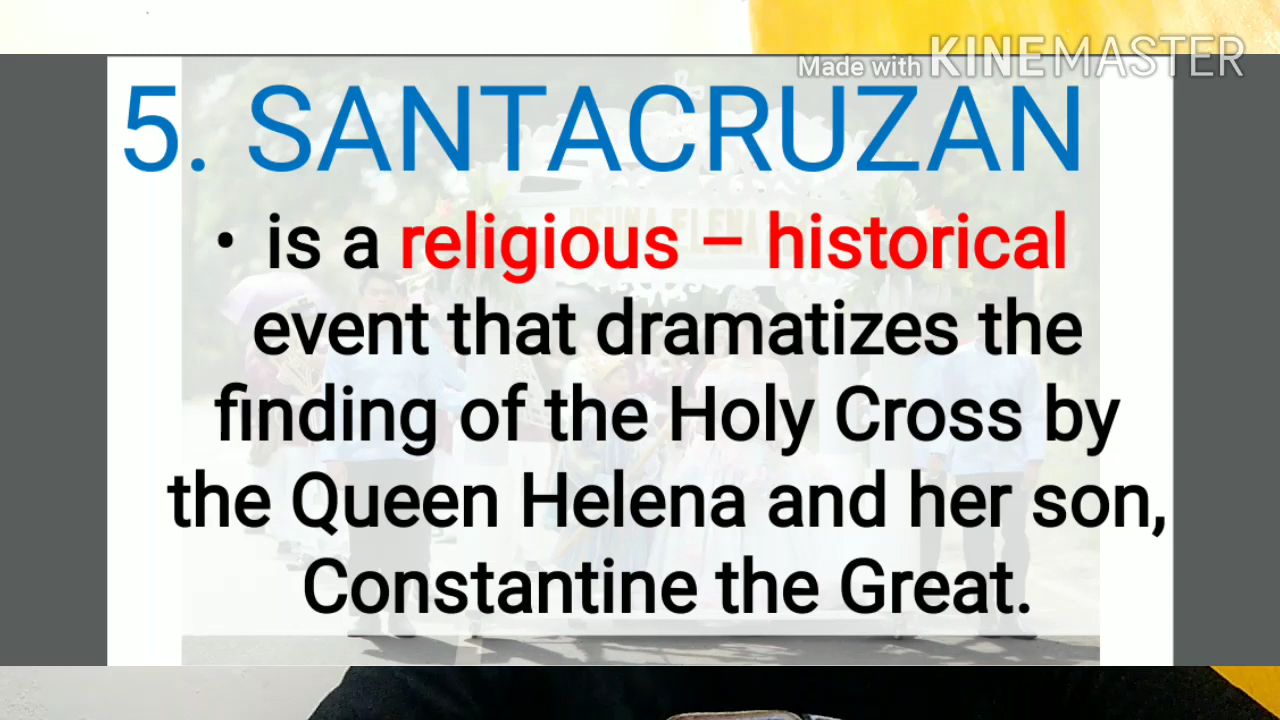 Made with KINEMASTER
5. SANTACRUZAN
• is a religious – historical
event that dramatizes the
finding of the Holy Cross by
the Queen Helena and her son,
Constantine the Great.